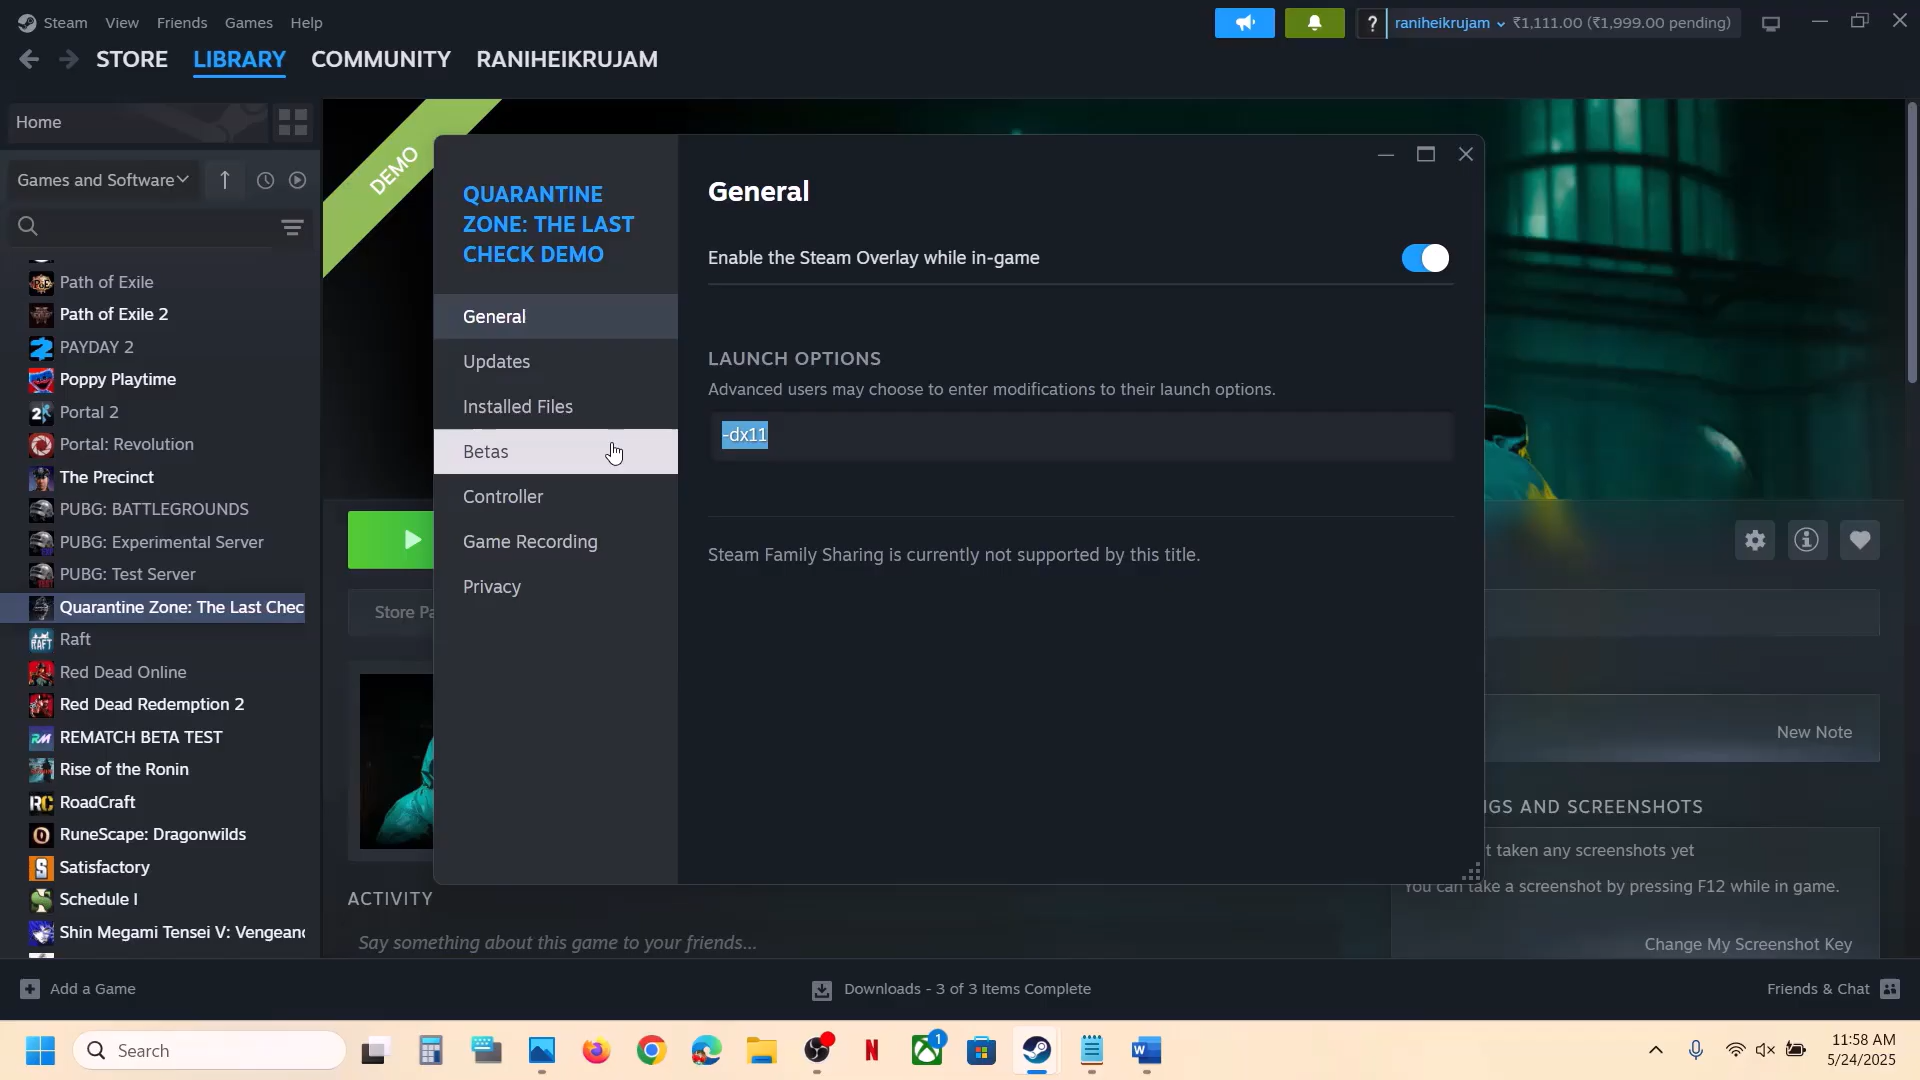 Steam View Friends Games Help
? raniheikrujam ₹1,111.00 (₹1,999.00 pending)
STORE LIBRARY COMMUNITY RANIHEIKRUJAM
Home
Games and Software
DEMO
Path of Exile
Path of Exile 2
PAYDAY 2
Poppy Playtime
Portal 2
Portal: Revolution
The Precinct
PUBG: BATTLEGROUNDS
PUBG: Experimental Server
PUBG: Test Server
Quarantine Zone: The Last Chec
Raft
Red Dead Online
Red Dead Redemption 2
REMATCH BETA TEST
Rise of the Ronin
RoadCraft
RuneScape: Dragonwilds
Satisfactory
Schedule I
Shin Megami Tensei V: Vengeanc
QUARANTINE
ZONE: THE LAST
CHECK DEMO
General
Updates
Installed Files
Betas
Controller
Game Recording
Privacy
General
Enable the Steam Overlay while in-game
LAUNCH OPTIONS
Advanced users may choose to enter modifications to their launch options.
-dx11
Steam Family Sharing is currently not supported by this title.
Store Pa
New Note
GS AND SCREENSHOTS
t taken any screenshots yet
You can take a screenshot by pressing F12 while in game.
Change My Screenshot Key
ACTIVITY
Say something about this game to your friends...
Add a Game
Downloads - 3 of 3 Items Complete
Friends & Chat
Search
1
11:58 AM
5/24/2025